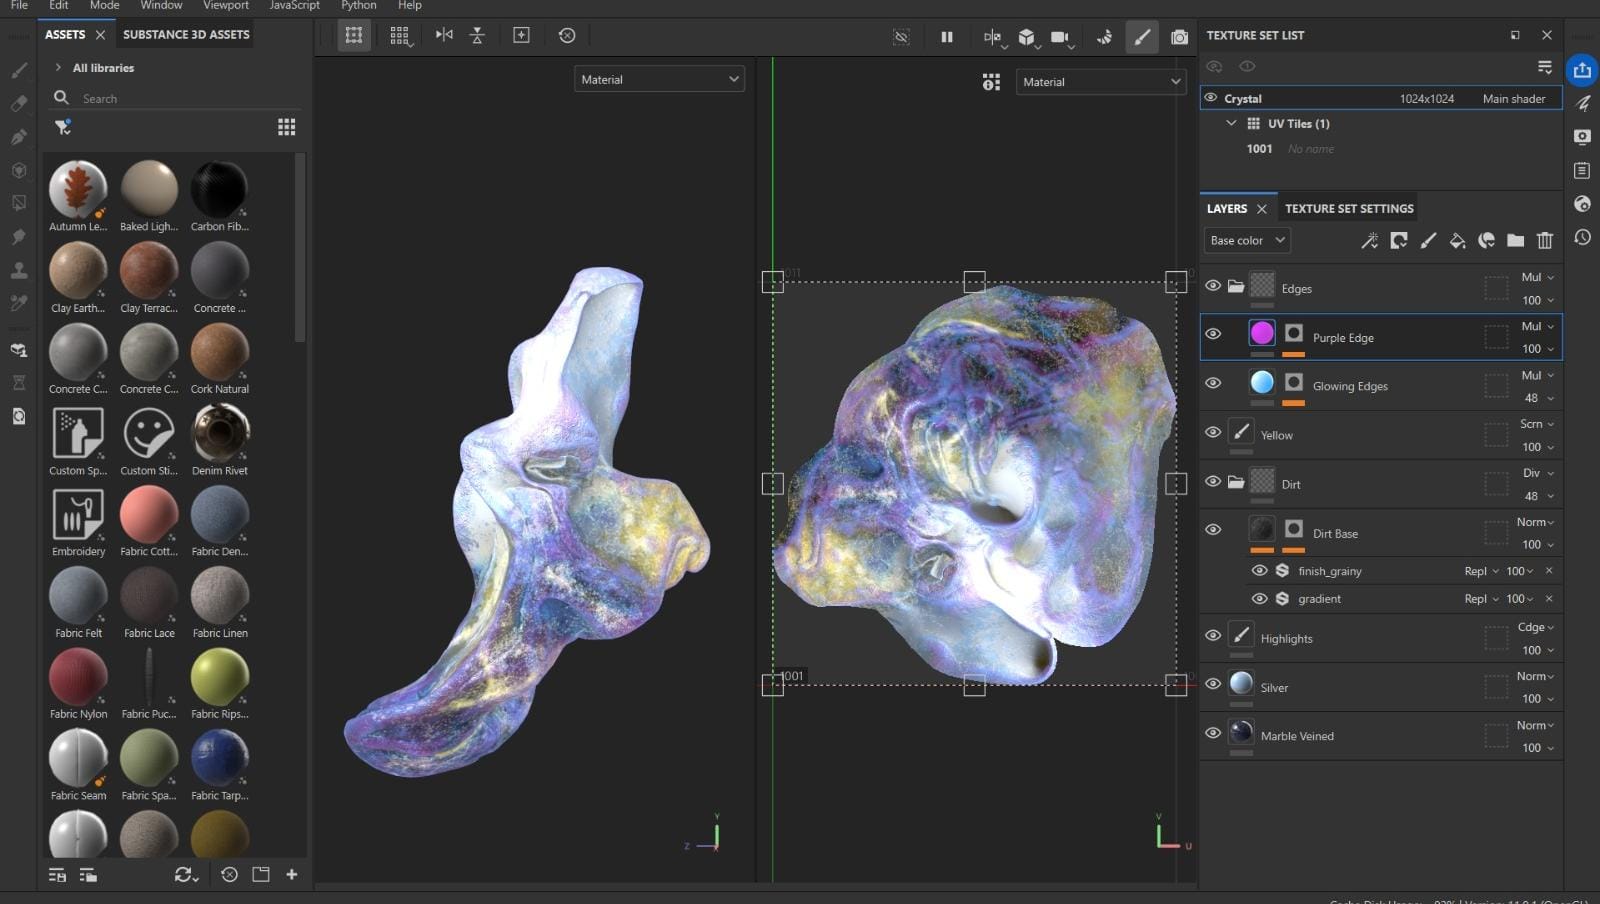 File Edit Mode Window Viewport JavaScript Python Help
ASSETS SUBSTANCE 3D ASSETS
All libraries
Search
Autumn Le... Baked Ligh... Carbon Fib...
Clay Earth... Clay Terrac... Concrete ...
Concrete C... Concrete C... Cork Natural
Custom Sp... Custom Sti... Denim Rivet
Embroidery Fabric Cott... Fabric Den...
Fabric Felt Fabric Lace Fabric Linen
Fabric Nylon Fabric Puc... Fabric Rips...
Fabric Seam Fabric Spa... Fabric Tarp...
Material
Y
Z
Material
1001
V
U
TEXTURE SET LIST
Crystal 1024x1024 Main shader
UV Tiles (1)
1001 No name
LAYERS TEXTURE SET SETTINGS
Base color
Edges Mul 100
Purple Edge Mul 100
Glowing Edges Mul 48
Yellow Scrn 100
Dirt Div 48
Dirt Base Norm 100
finish_grainy Repl 100
gradient Repl 100
Highlights Cdge 100
Silver Norm 100
Marble Veined Norm 100